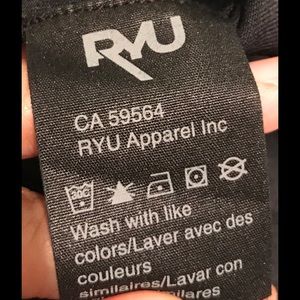 RYU
CA 59564
RYU Apparel Inc
30°
Wash with like
colors/Laver avec des
couleurs
similaires/Lavar con